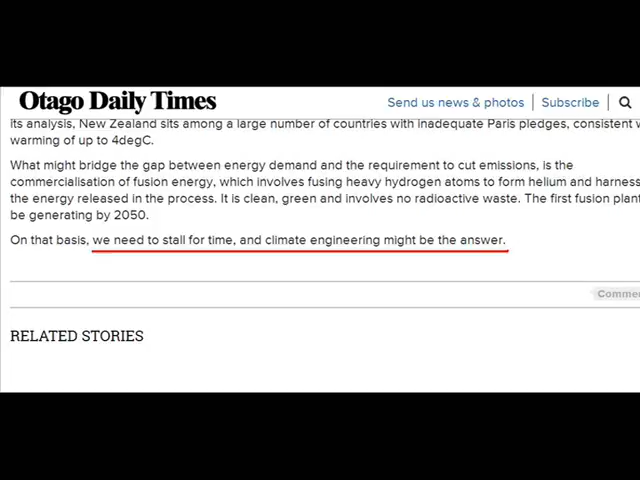 Otago Daily Times
Send us news & photos | Subscribe |
its analysis, New Zealand sits among a large number of countries with inadequate Paris pledges, consistent
warming of up to 4degC.
What might bridge the gap between energy demand and the requirement to cut emissions, is the
commercialisation of fusion energy, which involves fusing heavy hydrogen atoms to form helium and harness
the energy released in the process. It is clean, green and involves no radioactive waste. The first fusion plant
be generating by 2050.
On that basis, we need to stall for time, and climate engineering might be the answer.
Commen
RELATED STORIES